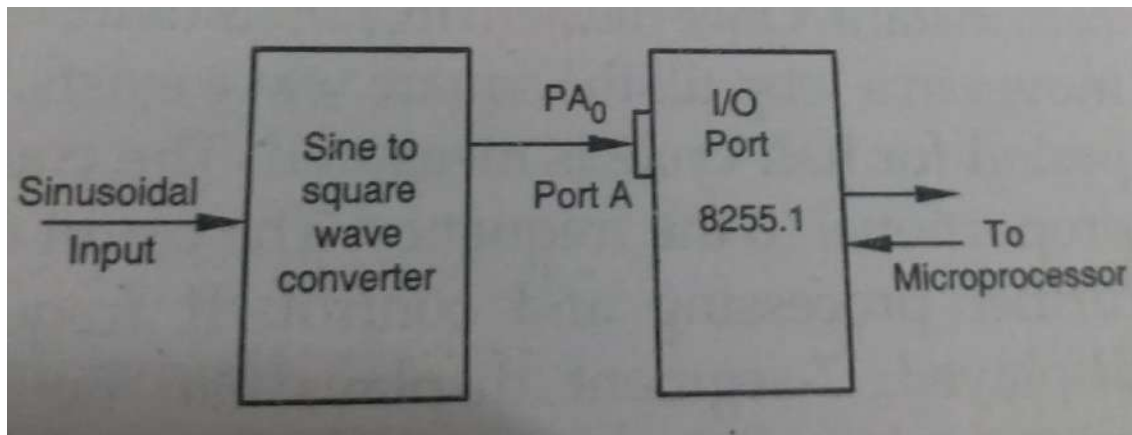 Sinusoidal
Input
Sine to
square
wave
converter
PA0
Port A
I/O
Port
8255.1
To
Microprocessor